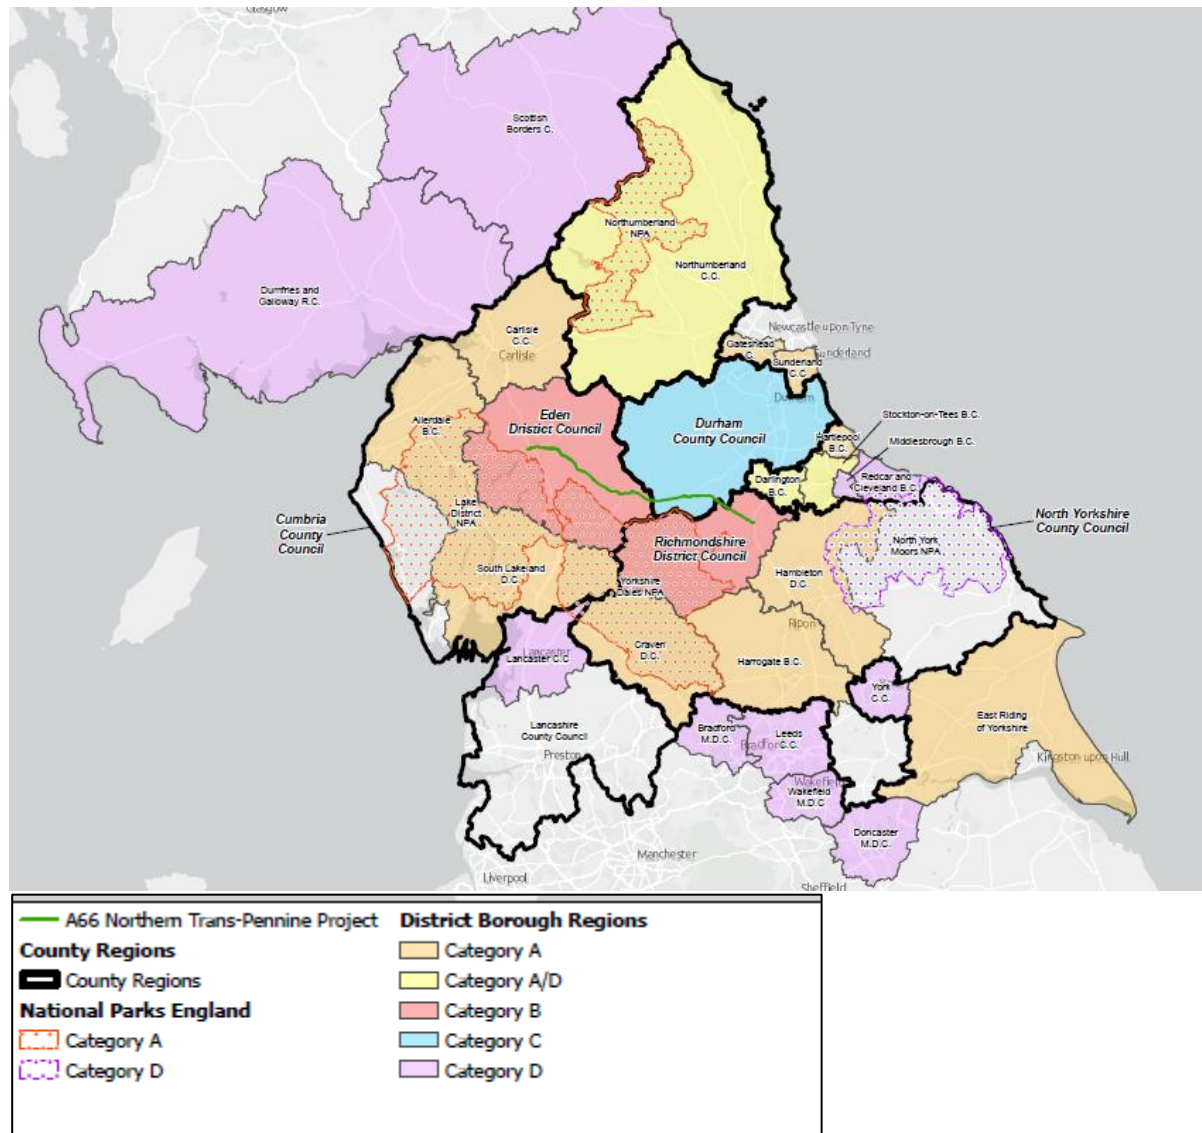 Glasgow
Scottish
Borders C.
Northumberland
NPA
Northumberland
C.C.
Dumfries and
Galloway R.C.
Carlisle
C.C.
Carlisle
Newcastle upon Tyne
Gateshead
C.
Sunderland
Sunderland
C.C.
Durham
Eden
District Council
Durham
County Council
Allerdale
B.C.
Stockton-on-Tees B.C.
Hartlepool
B.C.
Middlesbrough B.C.
Darlington
B.C.
Redcar and
Cleveland B.C.
Lake
District
NPA
Cumbria
County
Council
North Yorkshire
County Council
Richmondshire
District Council
North York
Moors NPA
South Lakeland
D.C.
Yorkshire
Dales NPA
Hambleton
D.C.
Ripon
Craven
D.C.
Harrogate B.C.
Lancaster
Lancaster C.C
York
C.C.
East Riding
of Yorkshire
Lancashire
County Council
Preston
Bradford
M.D.C.
Bradford
Leeds
C.C.
Kingston upon Hull
Wakefield
Wakefield
M.D.C
Doncaster
M.D.C.
Manchester
Liverpool
Sheffield
A66 Northern Trans-Pennine Project
County Regions
County Regions
National Parks England
Category A
Category D
District Borough Regions
Category A
Category A/D
Category B
Category C
Category D